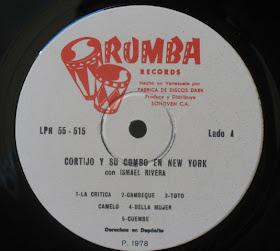 RUMBA
RECORDS
Hecho en Venezuela por
FABRICA DE DISCOS DARK
Produce y Distribuye
SONOVEN C.A.
LPR 55 - 515
Lado A
CORTIJO Y SU COMBO EN NEW YORK
con ISMAEL RIVERA
1-LA CRITICA 2-CAMBEQUE 3-TOTO
CAMELO 4-BELLA MUJER
5-CUEMBE
Derechos en Depósito
P. 1978